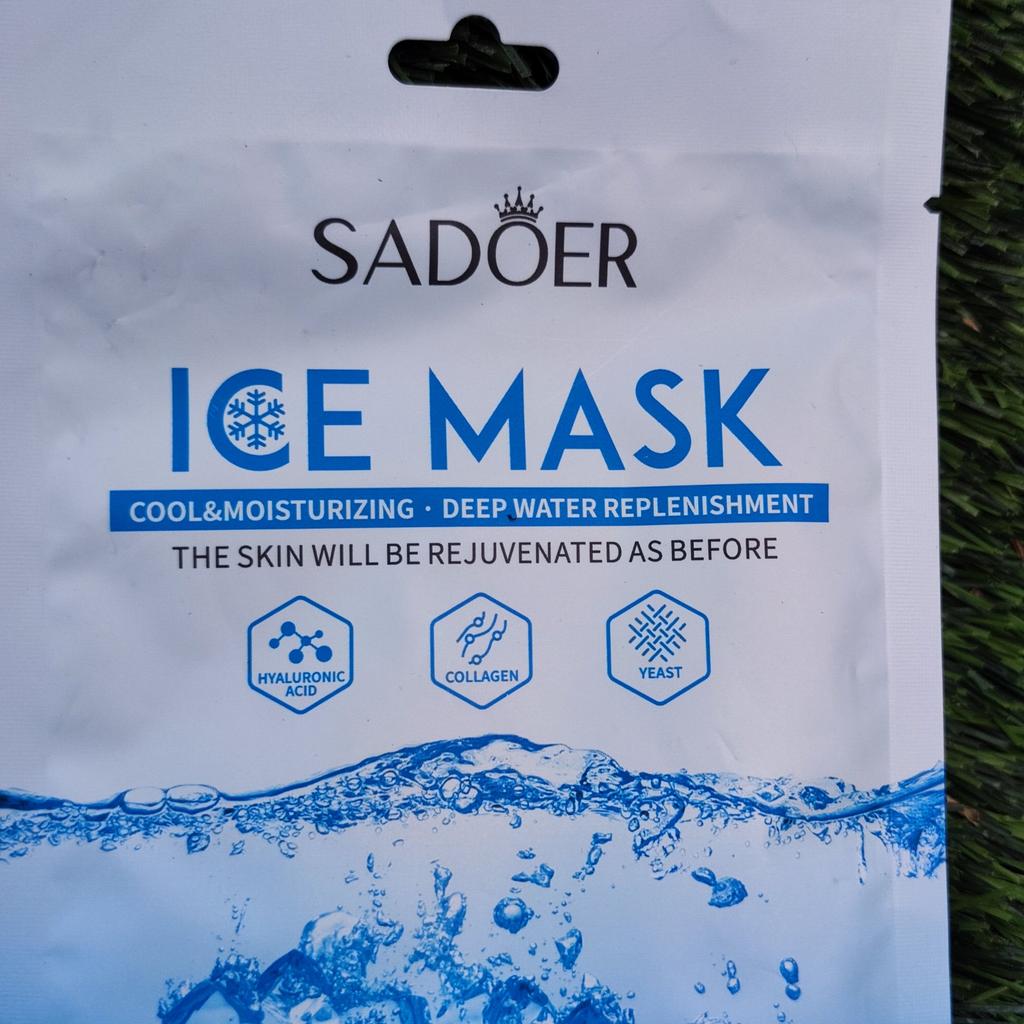 SADOER
ICE MASK
COOL&MOISTURIZING · DEEP WATER REPLENISHMENT
THE SKIN WILL BE REJUVENATED AS BEFORE
HYALURONIC
ACID
COLLAGEN
YEAST